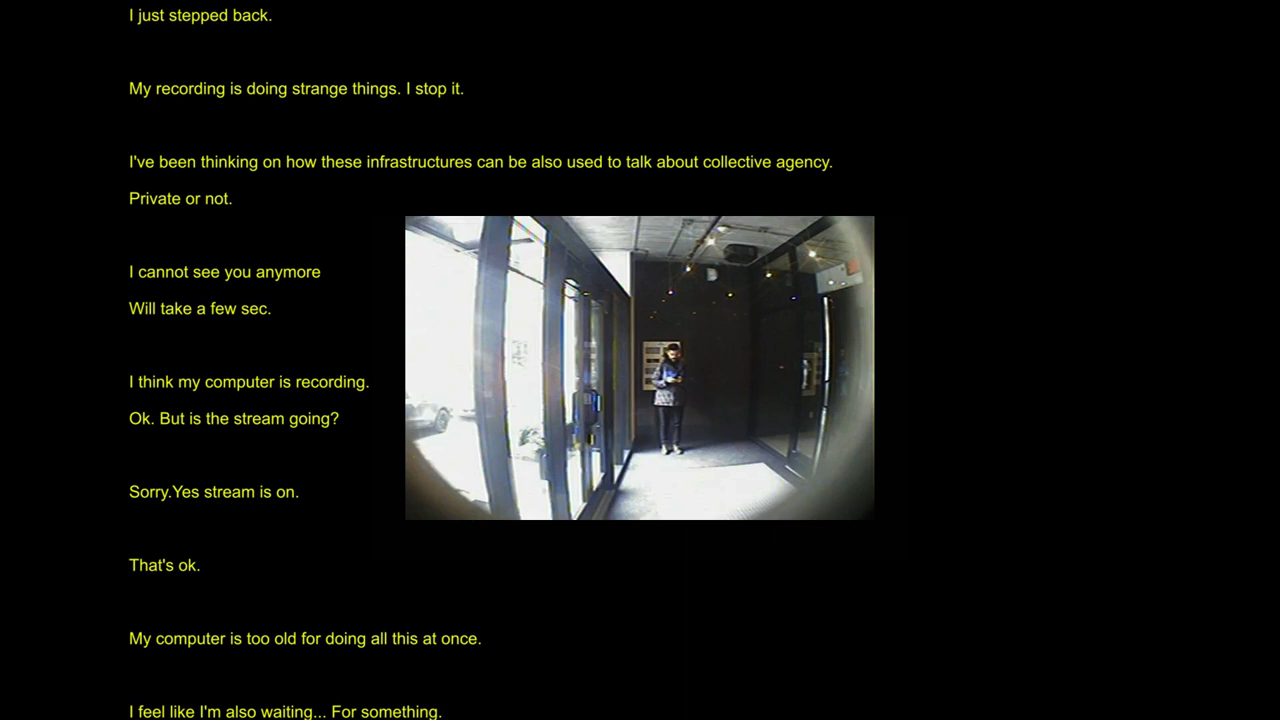 I just stepped back.
My recording is doing strange things. I stop it.
I've been thinking on how these infrastructures can be also used to talk about collective agency.
Private or not.
I cannot see you anymore
Will take a few sec.
I think my computer is recording.
Ok. But is the stream going?
Sorry.Yes stream is on.
That's ok.
My computer is too old for doing all this at once.
I feel like I'm also waiting... For something.